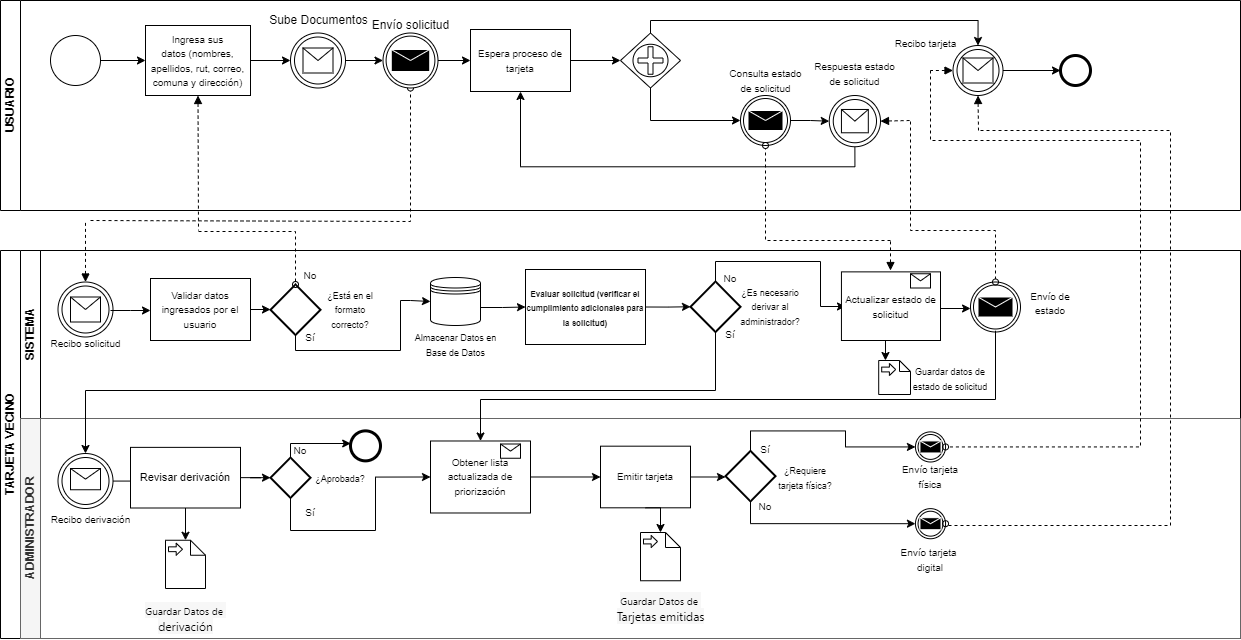 USUARIO
Ingresa sus
datos (nombres,
apellidos, rut, correo,
comuna y dirección)
Sube Documentos
Envío solicitud
Espera proceso de
tarjeta
Consulta estado
de solicitud
Respuesta estado
de solicitud
Recibo tarjeta
TARJETA VECINO
SISTEMA
Recibo solicitud
Validar datos
ingresados por el
usuario
No
¿Está en el
formato
correcto?
Sí
Almacenar Datos en
Base de Datos
Evaluar solicitud (verificar el
cumplimiento adicionales para
la solicitud)
No
¿Es necesario
derivar al
administrador?
Sí
Actualizar estado de
solicitud
Guardar datos de
estado de solicitud
Envío de
estado
ADMINISTRADOR
Recibo derivación
Revisar derivación
Guardar Datos de
derivación
No
¿Aprobada?
Sí
Obtener lista
actualizada de
priorización
Emitir tarjeta
Guardar Datos de
Tarjetas emitidas
Sí
¿Requiere
tarjeta física?
No
Envío tarjeta
física
Envío tarjeta
digital